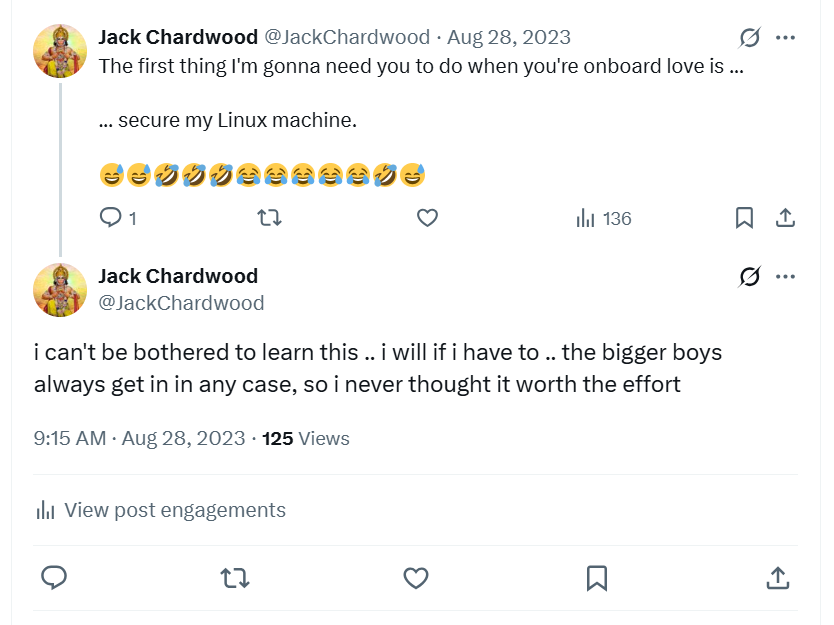 Jack Chardwood @JackChardwood · Aug 28, 2023
The first thing I'm gonna need you to do when you're onboard love is ...
... secure my Linux machine.
😅😅🤣🤣🤣😂😂😂😂😂🤣😅
1 136
Jack Chardwood
@JackChardwood
i can't be bothered to learn this .. i will if i have to .. the bigger boys
always get in in any case, so i never thought it worth the effort
9:15 AM · Aug 28, 2023 · 125 Views
View post engagements